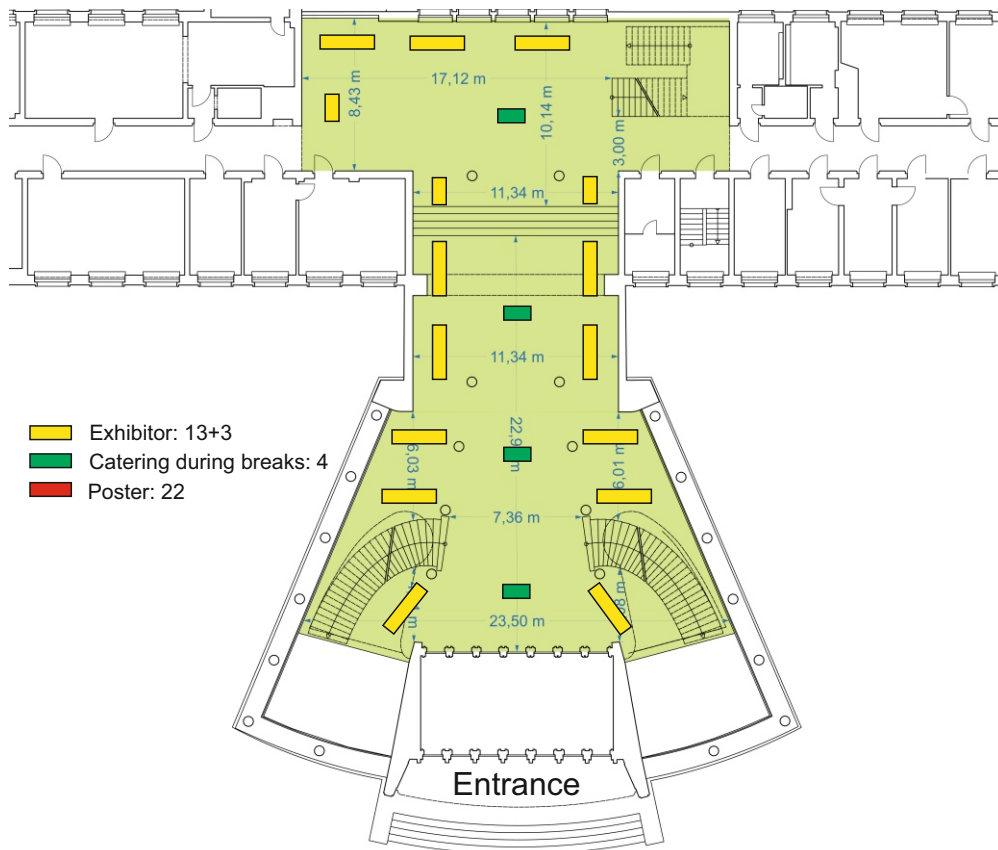 17,12 m
8,43 m
10,14 m
3,00 m
11,34 m
11,34 m
Exhibitor: 13+3
Catering during breaks: 4
Poster: 22
6,03 m
6,01 m
7,36 m
23,50 m
Entrance